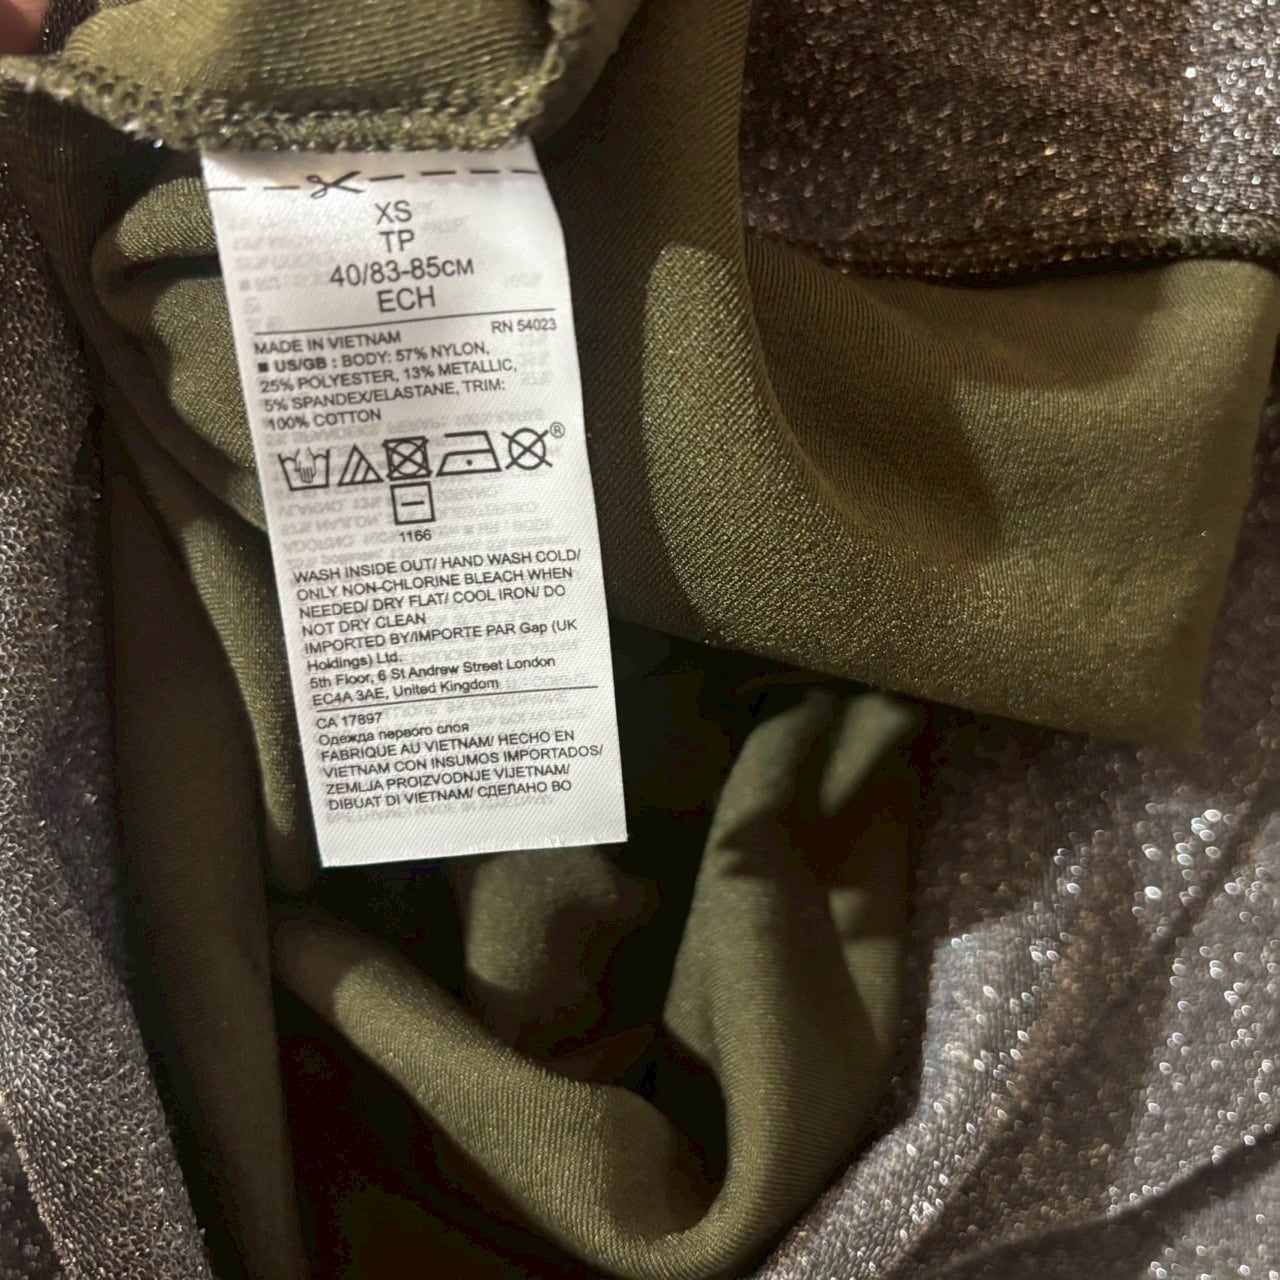 XS
TP
40/83-85CM
ECH
MADE IN VIETNAM RN 54023
■ US/GB : BODY: 57% NYLON,
25% POLYESTER, 13% METALLIC,
5% SPANDEX/ELASTANE, TRIM:
100% COTTON
®
1166
WASH INSIDE OUT/ HAND WASH COLD/
ONLY NON-CHLORINE BLEACH WHEN
NEEDED/ DRY FLAT/ COOL IRON/ DO
NOT DRY CLEAN
IMPORTED BY/IMPORTE PAR Gap (UK
Holdings) Ltd.
5th Floor, 6 St Andrew Street London
EC4A 3AE, United Kingdom
CA 17897
Одежда первого слоя
FABRIQUE AU VIETNAM/ HECHO EN
VIETNAM CON INSUMOS IMPORTADOS/
ZEMLJA PROIZVODNJE VIJETNAM/
DIBUAT DI VIETNAM/ СДЕЛАНО ВО